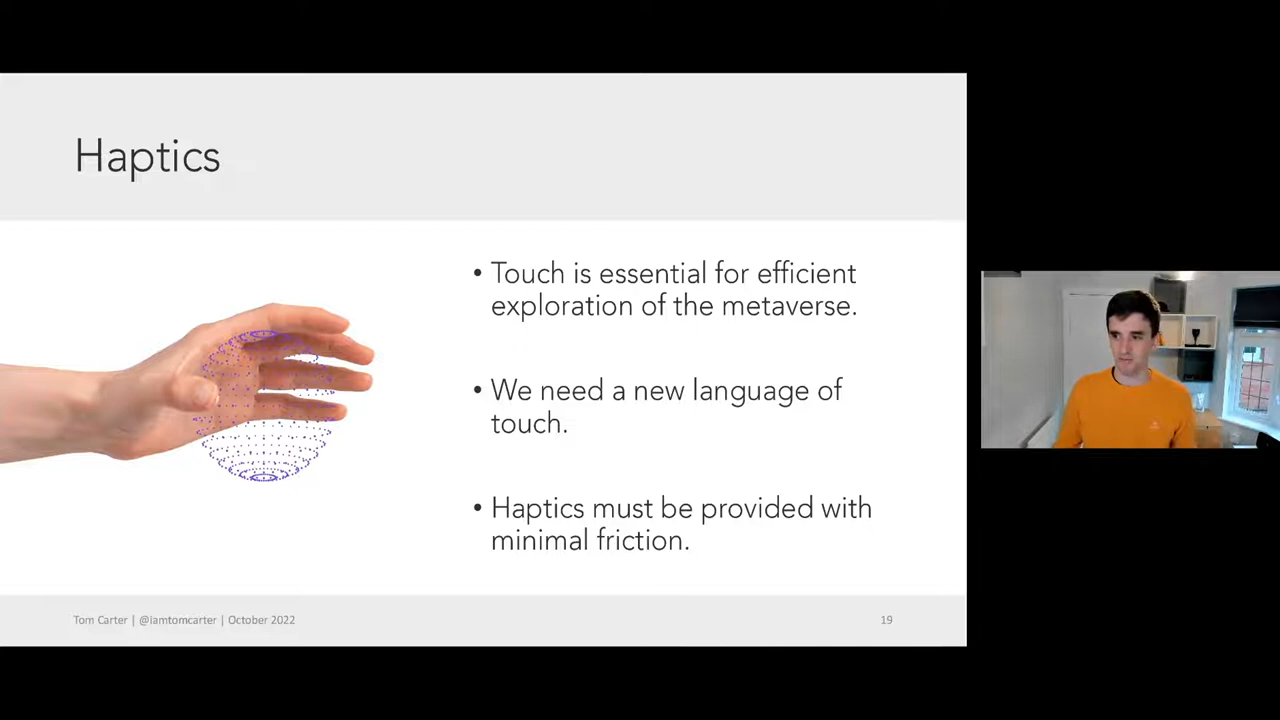 Haptics
• Touch is essential for efficient
exploration of the metaverse.
• We need a new language of
touch.
• Haptics must be provided with
minimal friction.
Tom Carter | @iamtomcarter | October 2022
19